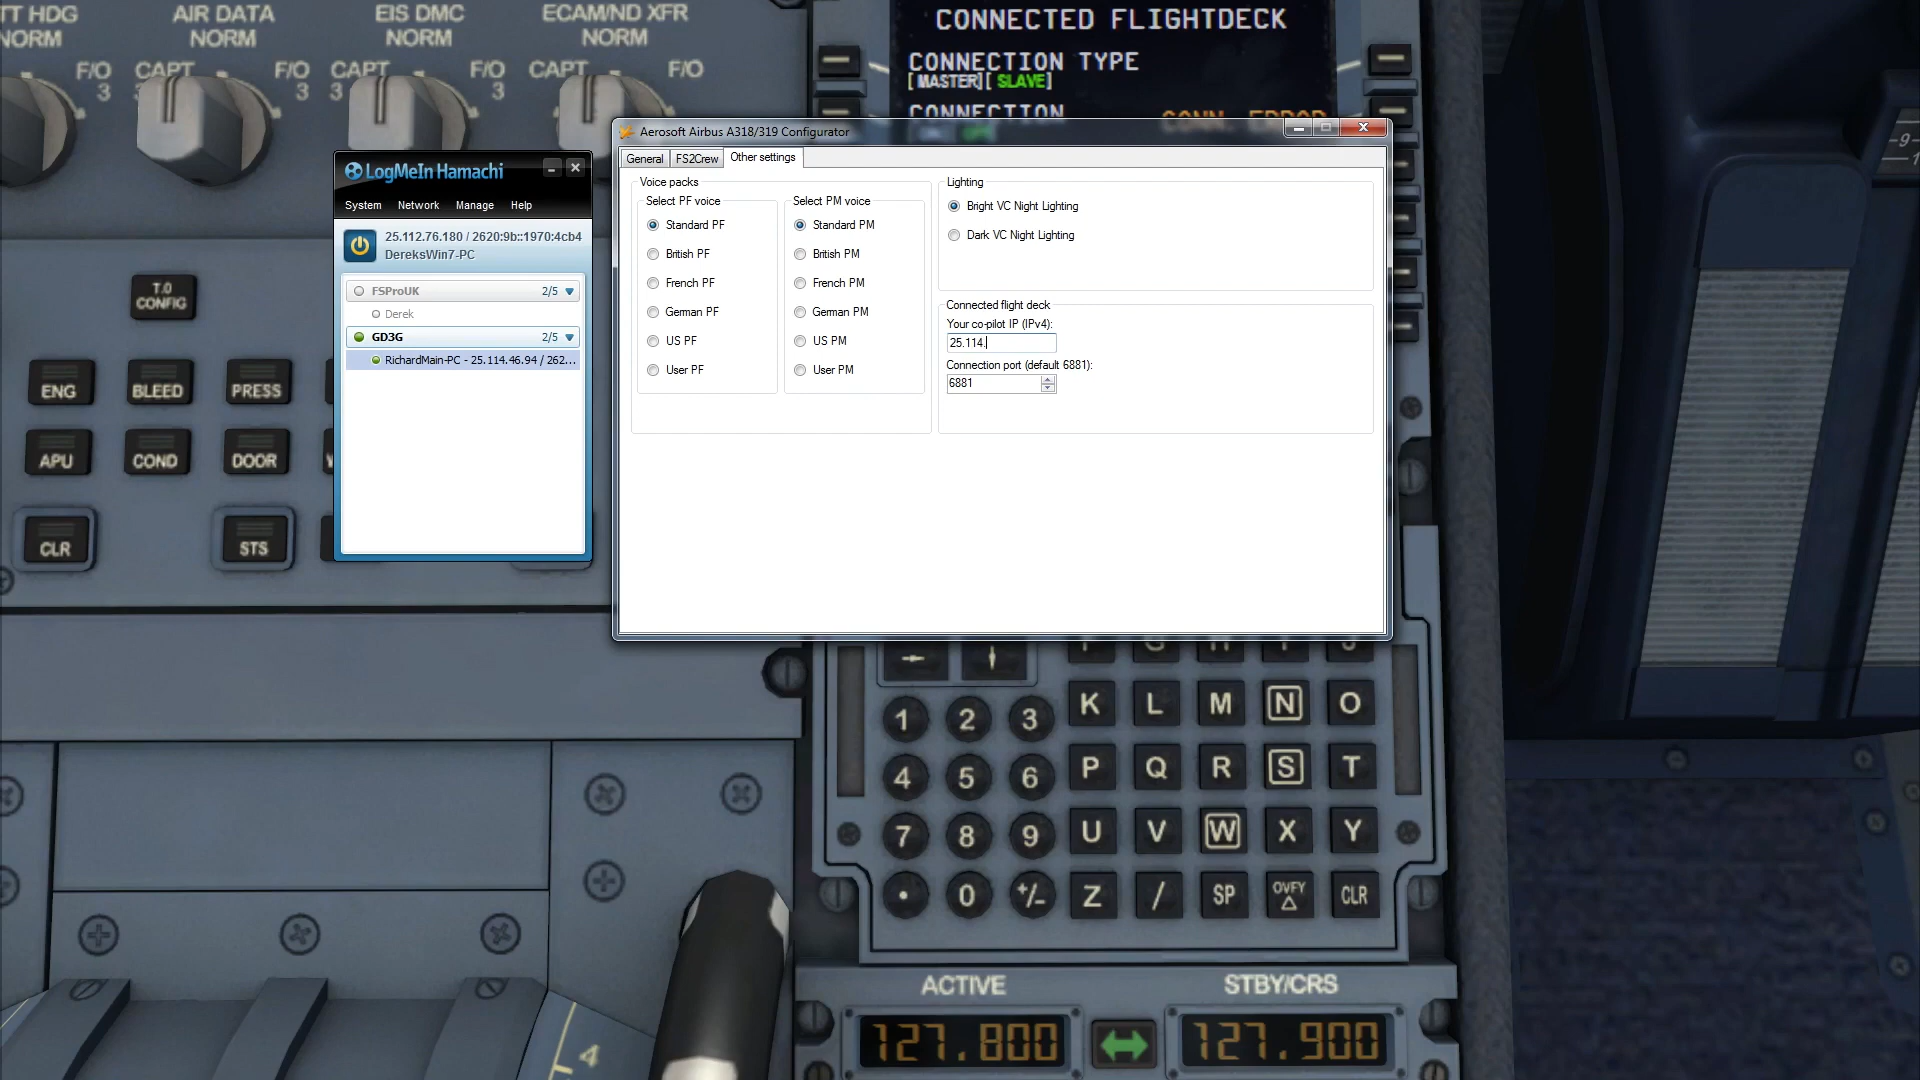 TT HDG
NORM
AIR DATA
NORM
EIS DMC
NORM
ECAM/ND XFR
NORM
F/O
3
CAPT
F/O
3
CAPT
3
F/O
3
CAPT
F/O
CONNECTED FLIGHTDECK
CONNECTION TYPE
[MASTER][ SLAVE]
CONNECTION
CONN. ERROR
LogMeIn Hamachi
System Network Manage Help
25.112.76.180 / 2620:9b::1970:4cb4
DereksWin7-PC
FSProUK 2/5
Derek
GD3G 2/5
RichardMain-PC - 25.114.46.94 / 262...
Aerosoft Airbus A318/319 Configurator
General FS2Crew Other settings
Voice packs
Select PF voice
Standard PF
British PF
French PF
German PF
US PF
User PF
Select PM voice
Standard PM
British PM
French PM
German PM
US PM
User PM
Lighting
Bright VC Night Lighting
Dark VC Night Lighting
Connected flight deck
Your co-pilot IP (IPv4):
25.114.
Connection port (default 6881):
6881
T.O
CONFIG
ENG BLEED PRESS
APU COND DOOR
CLR STS
1 2 3 K L M N O
4 5 6 P Q R S T
7 8 9 U V W X Y
. 0 +/- Z / SP OVFY Δ CLR
ACTIVE STBY/CRS
127.800 127.900
4
9